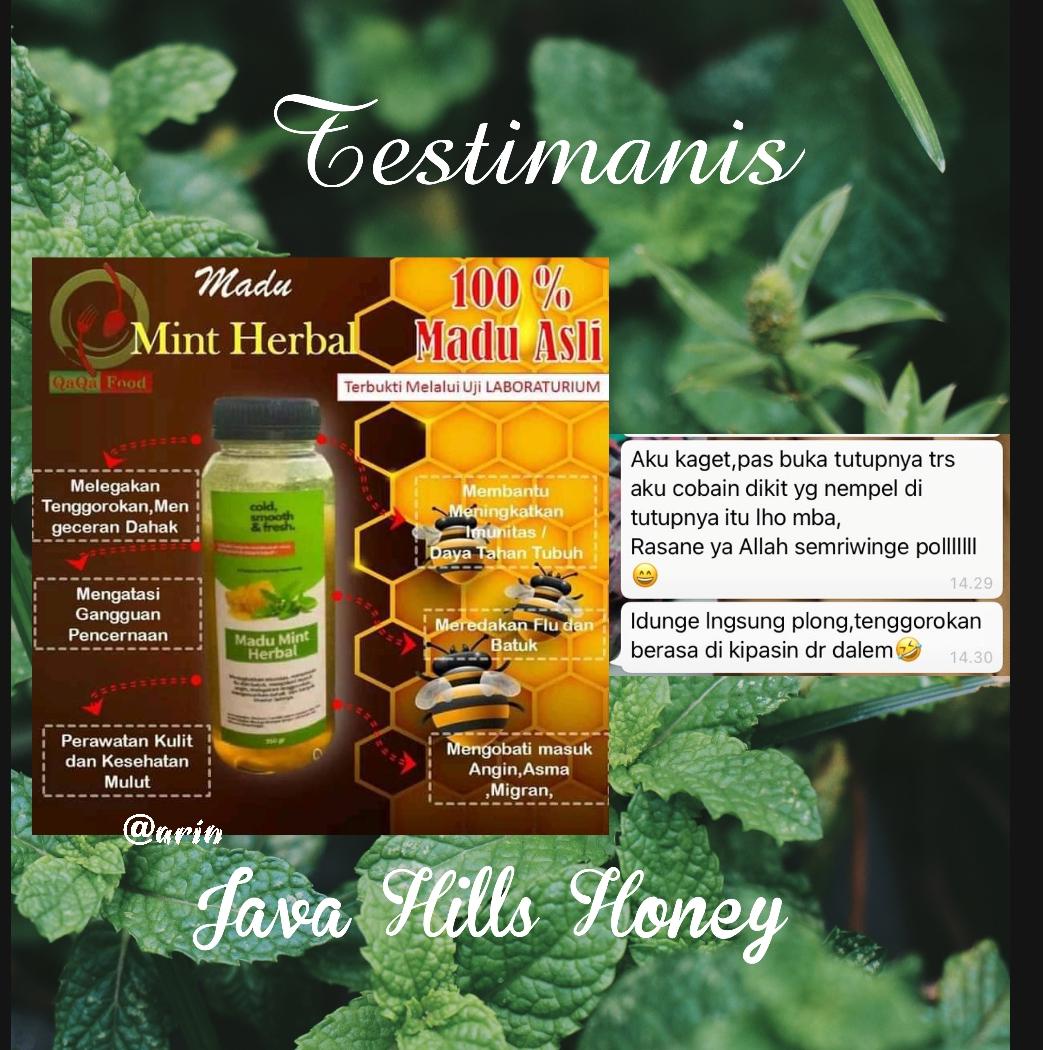 Testimanis
Madu
Mint Herbal
QaQa Food
100 %
Madu Asli
Terbukti Melalui Uji LABORATURIUM
Melegakan
Tenggorokan,Men
geceran Dahak
Mengatasi
Gangguan
Pencernaan
Perawatan Kulit
dan Kesehatan
Mulut
cold,
smooth
& fresh.
Madu Mint
Herbal
350 gr
Membantu
Meningkatkan
Imunitas /
Daya Tahan Tubuh
Meredakan Flu dan
Batuk
Mengobati masuk
Angin,Asma
,Migran,
Aku kaget,pas buka tutupnya trs
aku cobain dikit yg nempel di
tutupnya itu lho mba,
Rasane ya Allah semriwinge polllllll
😄
14.29
Idunge lngsung plong,tenggorokan
berasa di kipasin dr dalem🤣
14.30
@arin
Java Hills Honey